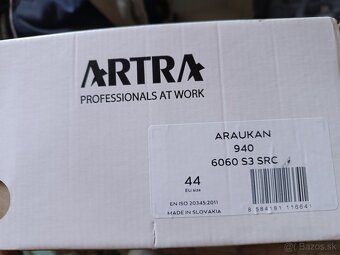 ARTRA
PROFESSIONALS AT WORK
ARAUKAN
940
6060 S3 SRC
44
EU size
EN ISO 20345:2011
MADE IN SLOVAKIA
8 584181 116641
Bazos.sk